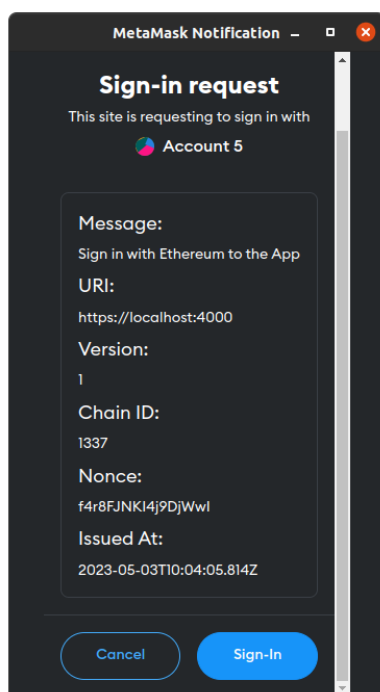 MetaMask Notification
Sign-in request
This site is requesting to sign in with
Account 5
Message:
Sign in with Ethereum to the App
URI:
https://localhost:4000
Version:
1
Chain ID:
1337
Nonce:
f4r8FJNKI4j9DjWwI
Issued At:
2023-05-03T10:04:05.814Z
Cancel Sign-In